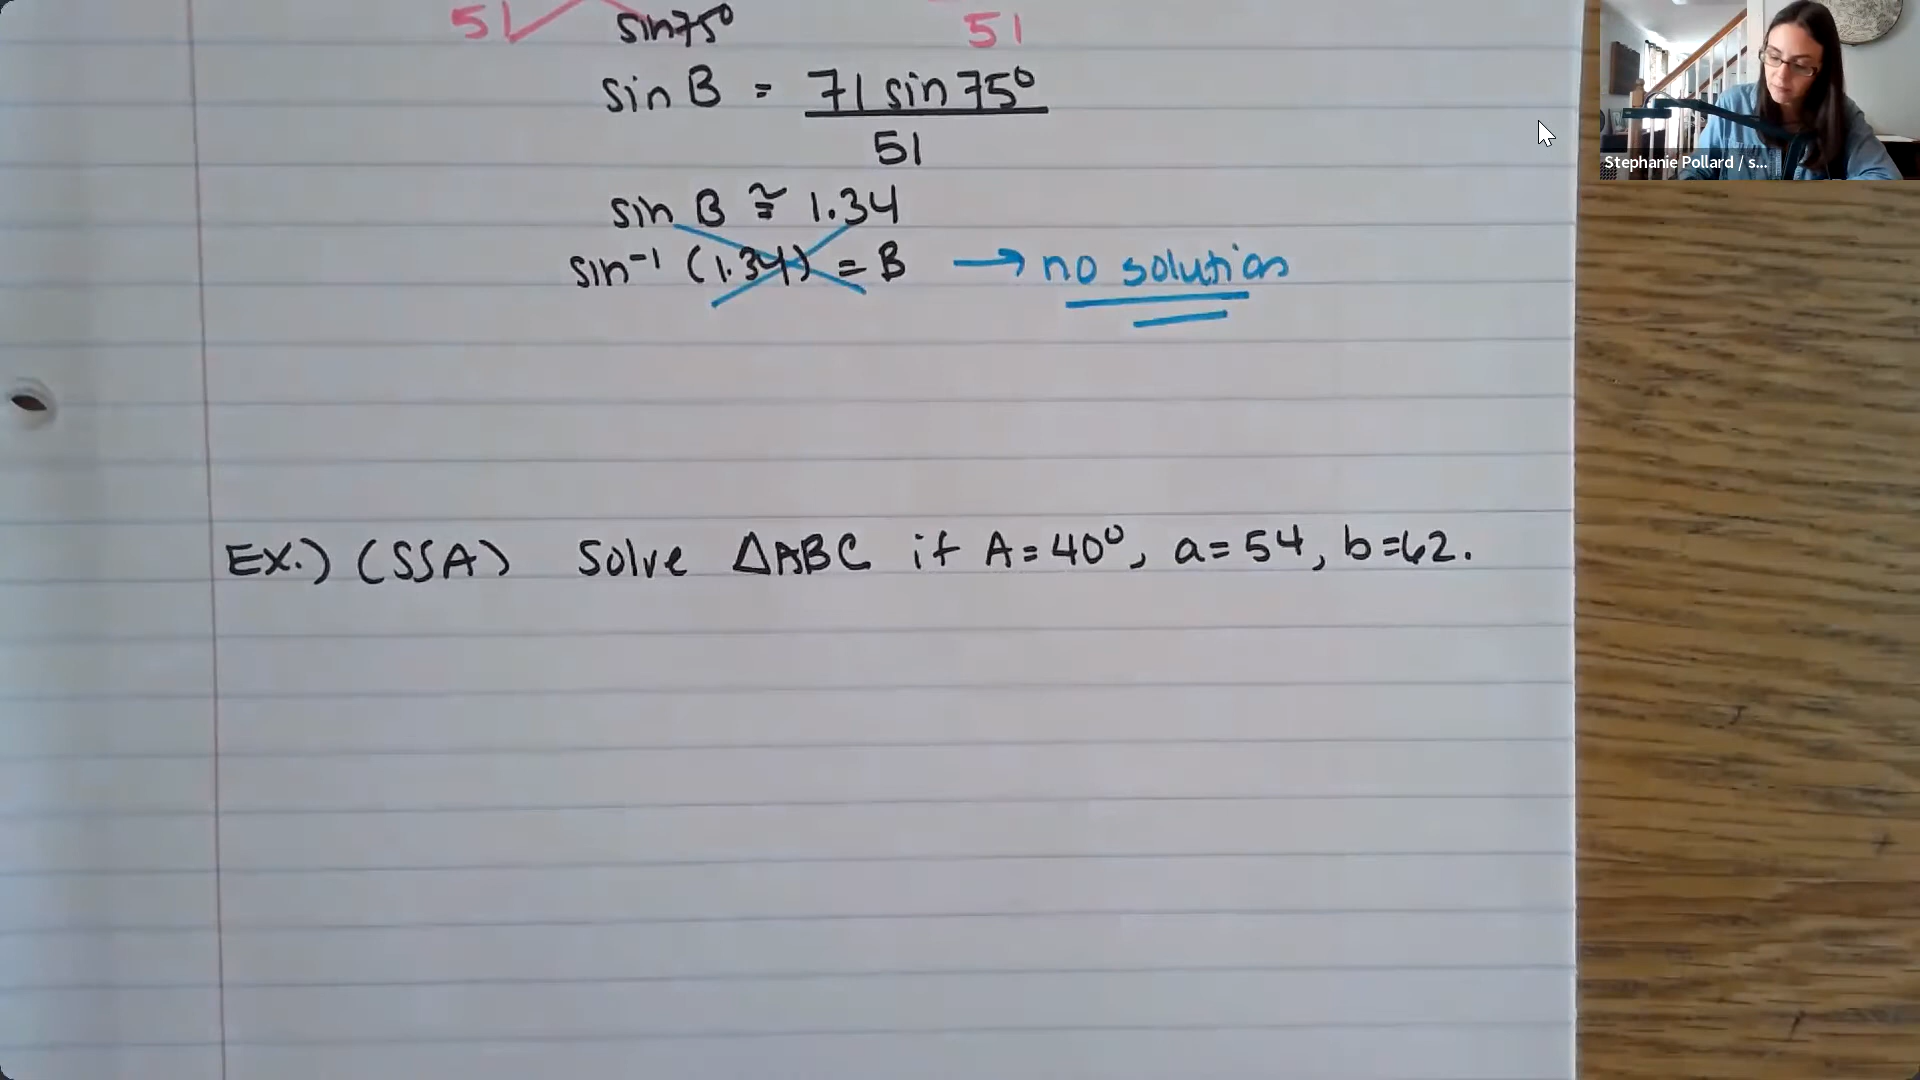 51 sin75° 51
sin B = 71 sin 75°
51
sin B ≅ 1.34
sin⁻¹ (1.34) = B → no solution
Ex.) (SSA) Solve △ABC if A=40°, a=54, b=62.
Stephanie Pollard / s...